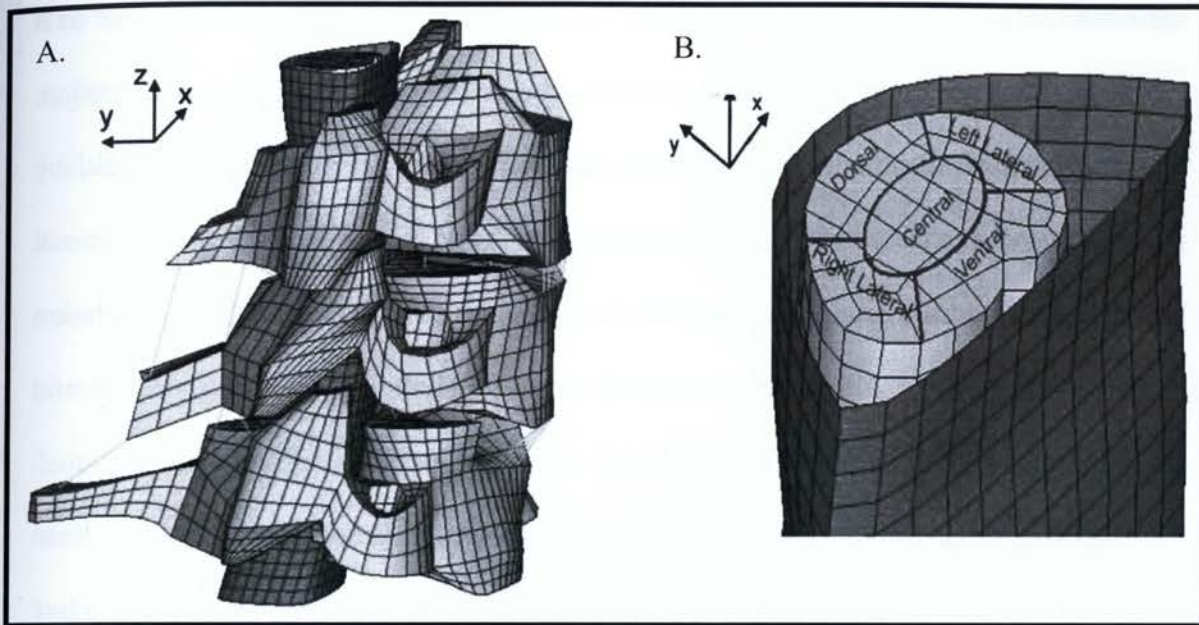 A.
z
x
y
B.
x
y
Dorsal
Left Lateral
Central
Ventral
Right Lateral